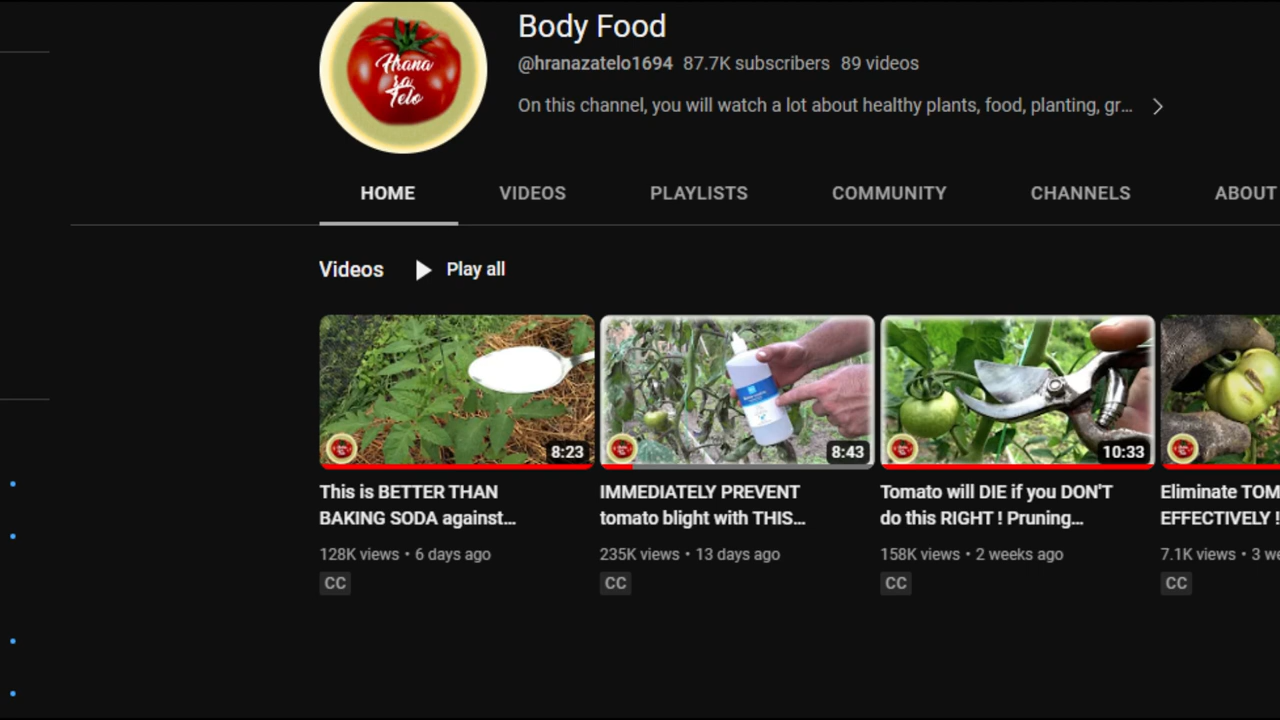 Body Food
Hrana
za
Telo
@hranazatelo1694 87.7K subscribers 89 videos
On this channel, you will watch a lot about healthy plants, food, planting, gr...
HOME VIDEOS PLAYLISTS COMMUNITY CHANNELS ABOUT
Videos Play all
8:23 8:43 10:33
This is BETTER THAN
BAKING SODA against...
128K views • 6 days ago
CC
IMMEDIATELY PREVENT
tomato blight with THIS...
235K views • 13 days ago
CC
Tomato will DIE if you DON'T
do this RIGHT ! Pruning...
158K views • 2 weeks ago
CC
Eliminate TOM
EFFECTIVELY !
7.1K views • 3 we
CC